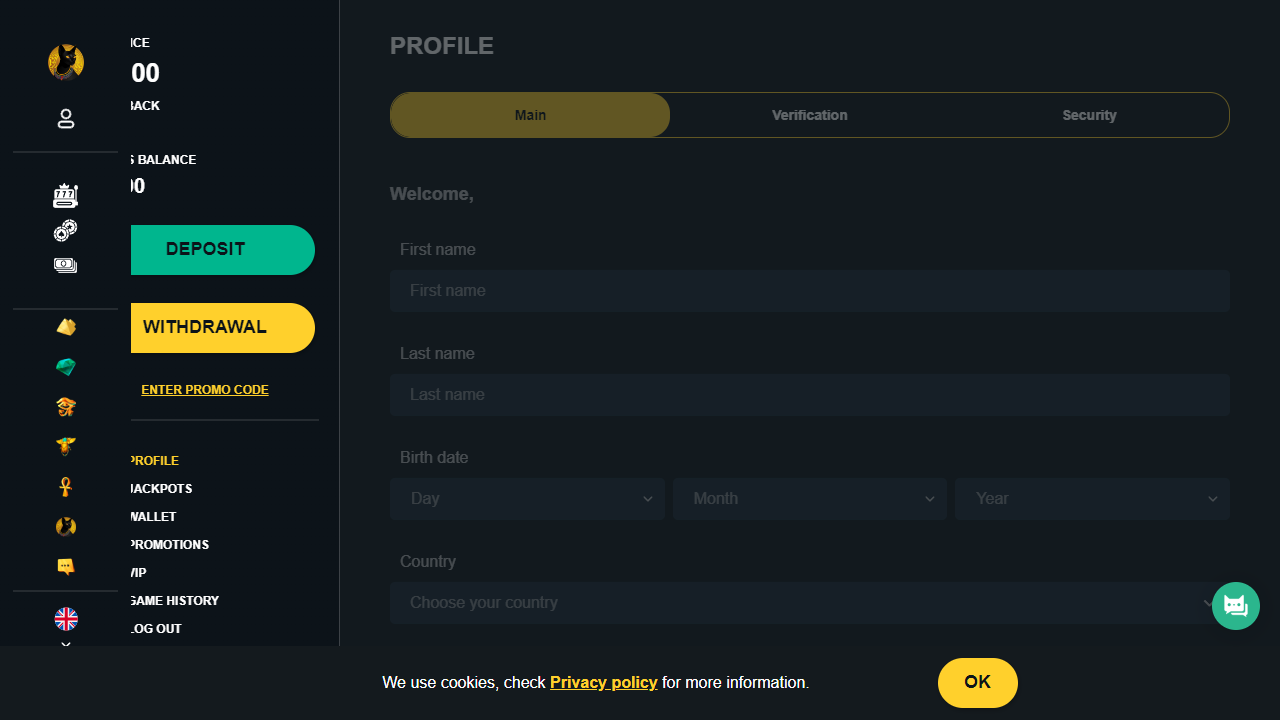 00
S BALANCE
00
DEPOSIT
WITHDRAWAL
ENTER PROMO CODE
PROFILE
JACKPOTS
WALLET
PROMOTIONS
VIP
GAME HISTORY
LOG OUT
PROFILE
Main
Verification
Security
Welcome,
First name
First name
Last name
Last name
Birth date
Day
Month
Year
Country
Choose your country
We use cookies, check Privacy policy for more information.
OK